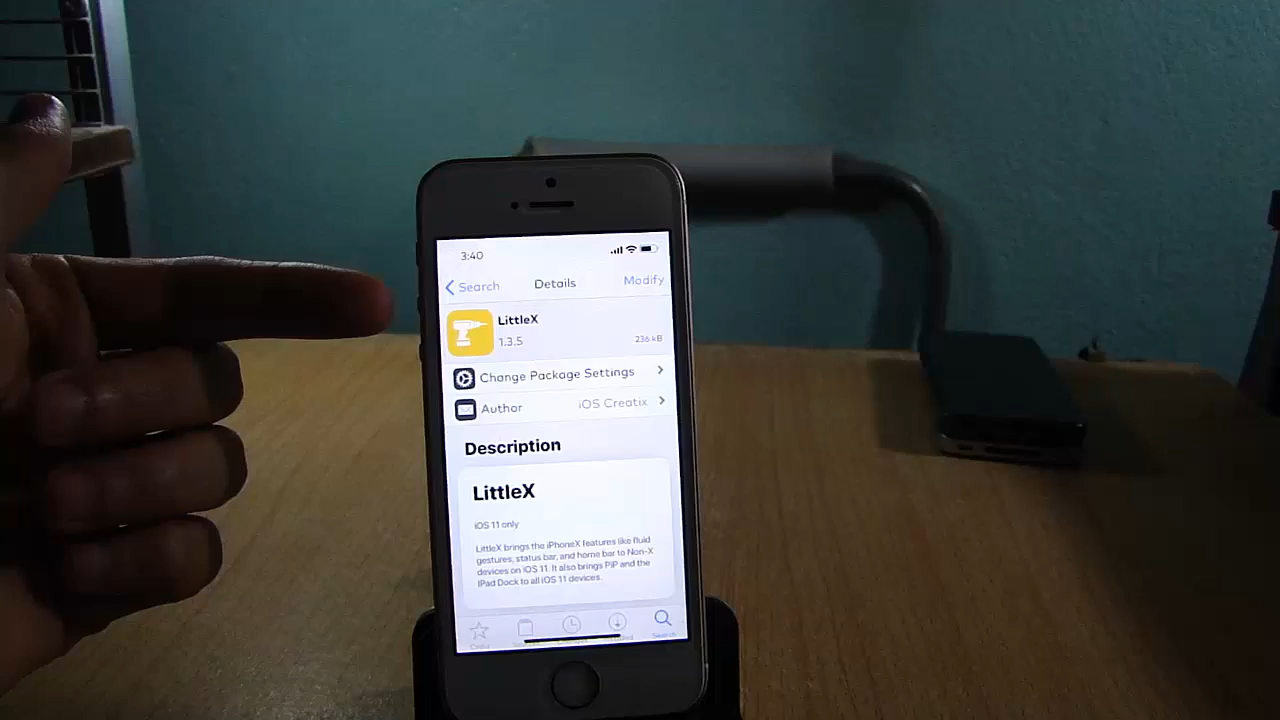 3:40
Search Details Modify
LittleX
1.3.5 236 kB
Change Package Settings
Author iOS Creatix
Description
LittleX
iOS 11 only
LittleX brings the iPhoneX features like fluid
gestures, status bar, and home bar to Non-X
devices on iOS 11. It also brings PiP and the
iPad Dock to all iOS 11 devices.
Search